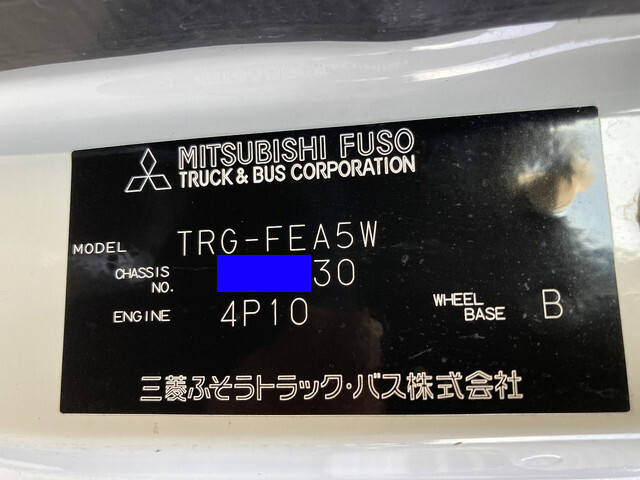 MITSUBISHI FUSO
TRUCK & BUS CORPORATION
MODEL TRG-FEA5W
CHASSIS NO. 30
ENGINE 4P10 WHEEL BASE B
三菱ふそうトラック・バス株式会社